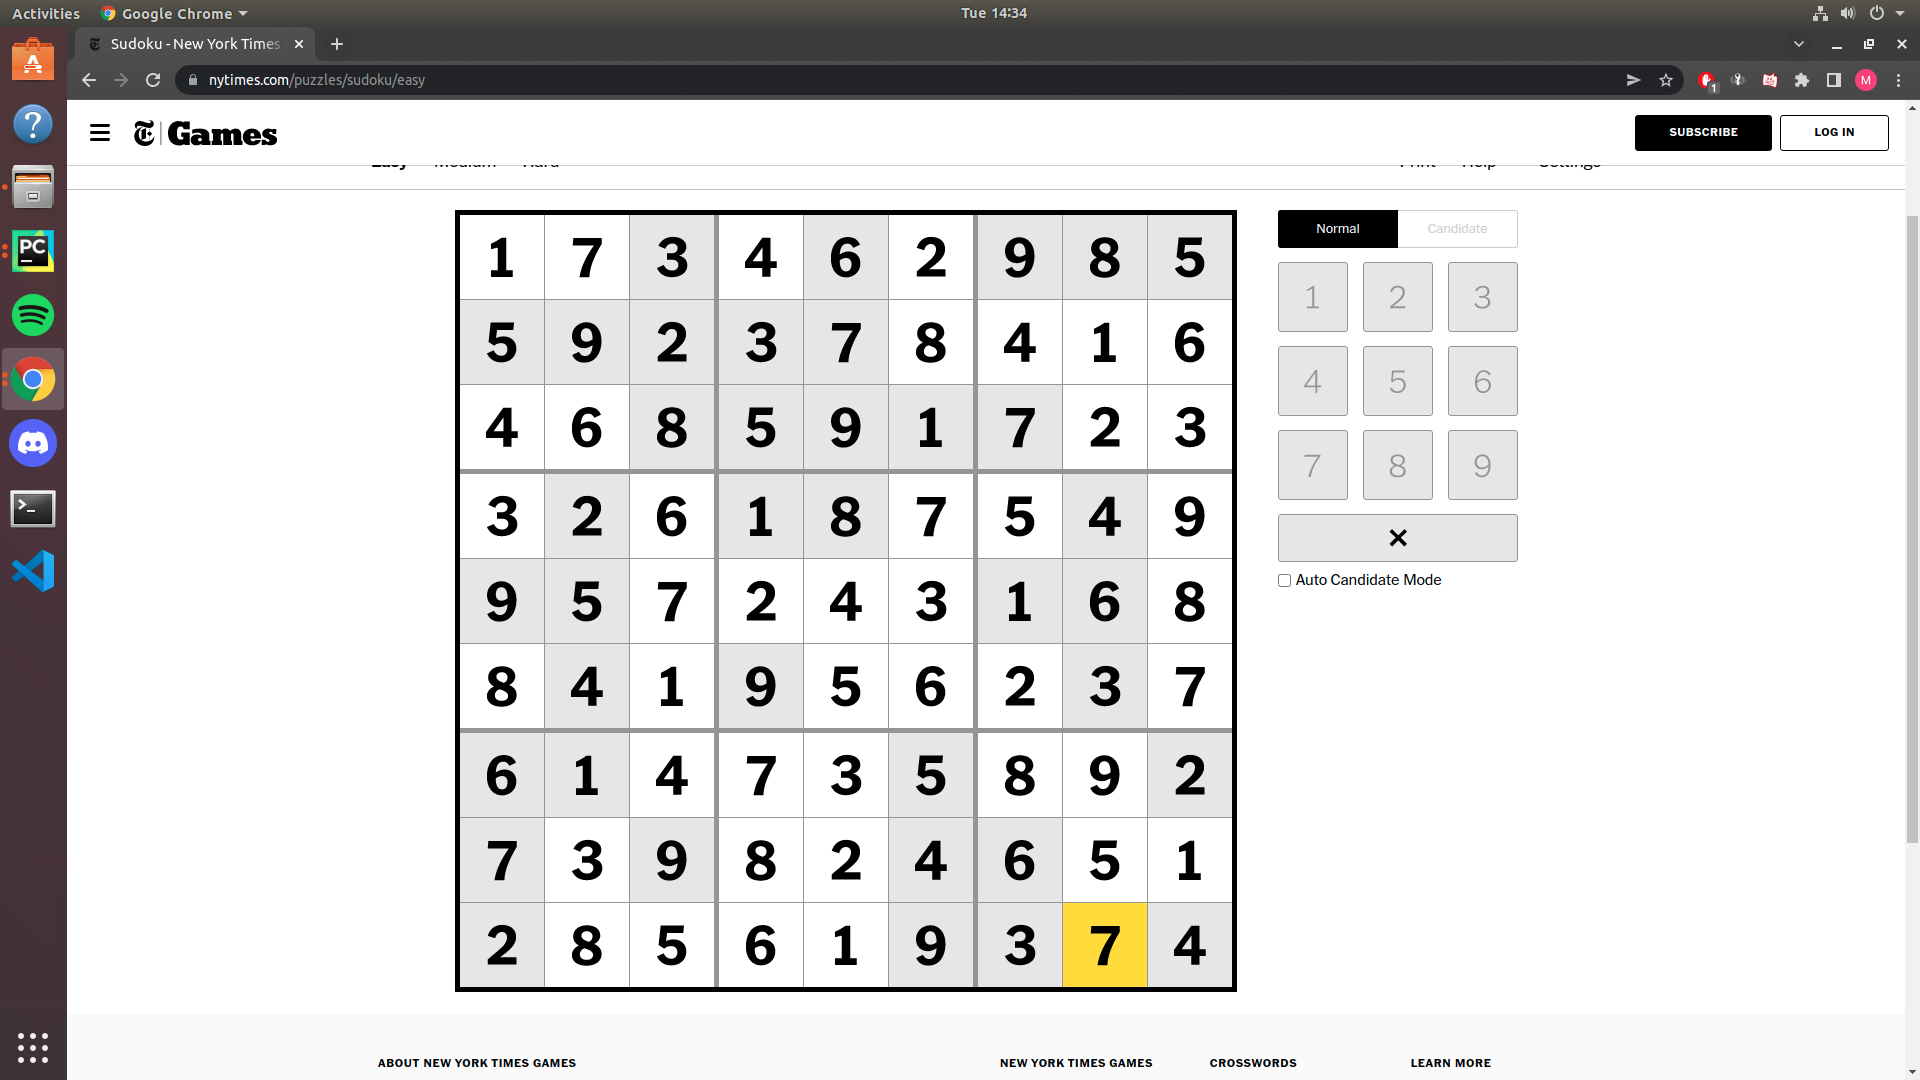 Activities Google Chrome Tue 14:34
Sudoku - New York Times
nytimes.com/puzzles/sudoku/easy 1 M
T Games SUBSCRIBE LOG IN
Easy Medium Hard Print Help Settings
1 7 3 4 6 2 9 8 5
5 9 2 3 7 8 4 1 6
4 6 8 5 9 1 7 2 3
3 2 6 1 8 7 5 4 9
9 5 7 2 4 3 1 6 8
8 4 1 9 5 6 2 3 7
6 1 4 7 3 5 8 9 2
7 3 9 8 2 4 6 5 1
2 8 5 6 1 9 3 7 4
Normal Candidate
1 2 3
4 5 6
7 8 9
Auto Candidate Mode
PC
ABOUT NEW YORK TIMES GAMES NEW YORK TIMES GAMES CROSSWORDS LEARN MORE